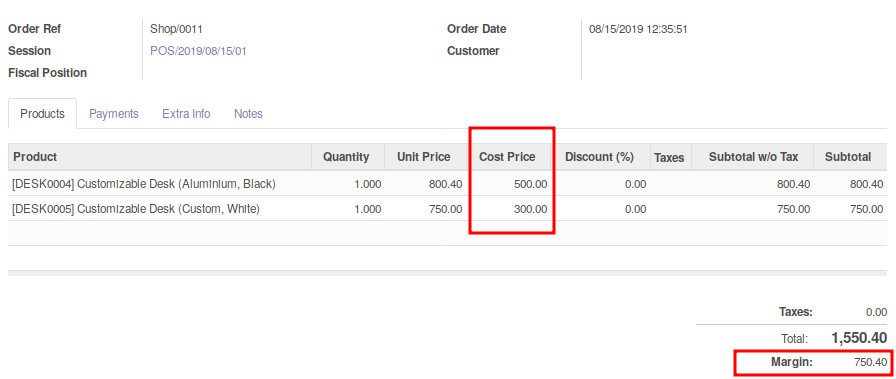 Order Ref Shop/0011 Order Date 08/15/2019 12:35:51
Session POS/2019/08/15/01 Customer
Fiscal Position
Products Payments Extra Info Notes
Product Quantity Unit Price Cost Price Discount (%) Taxes Subtotal w/o Tax Subtotal
[DESK0004] Customizable Desk (Aluminium, Black) 1.000 800.40 500.00 0.00 800.40 800.40
[DESK0005] Customizable Desk (Custom, White) 1.000 750.00 300.00 0.00 750.00 750.00
Taxes: 0.00
Total: 1,550.40
Margin: 750.40